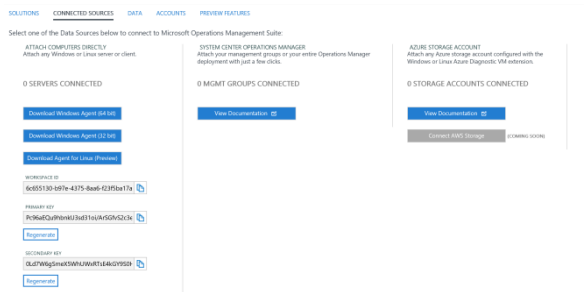 SOLUTIONS CONNECTED SOURCES DATA ACCOUNTS PREVIEW FEATURES
Select one of the Data Sources below to connect to Microsoft Operations Management Suite:
ATTACH COMPUTERS DIRECTLY
Attach any Windows or Linux server or client.
0 SERVERS CONNECTED
Download Windows Agent (64 bit)
Download Windows Agent (32 bit)
Download Agent for Linux (Preview)
WORKSPACE ID
6c655130-b97e-4375-8aa6-f23f5ba17a
PRIMARY KEY
Regenerate
SECONDARY KEY
Regenerate
SYSTEM CENTER OPERATIONS MANAGER
Attach your management groups or your entire Operations Manager
deployment with just a few clicks.
0 MGMT GROUPS CONNECTED
View Documentation
AZURE STORAGE ACCOUNT
Attach any Azure storage account configured with the
Windows or Linux Azure Diagnostic VM extension.
0 STORAGE ACCOUNTS CONNECTED
View Documentation
Connect AWS Storage (COMING SOON)